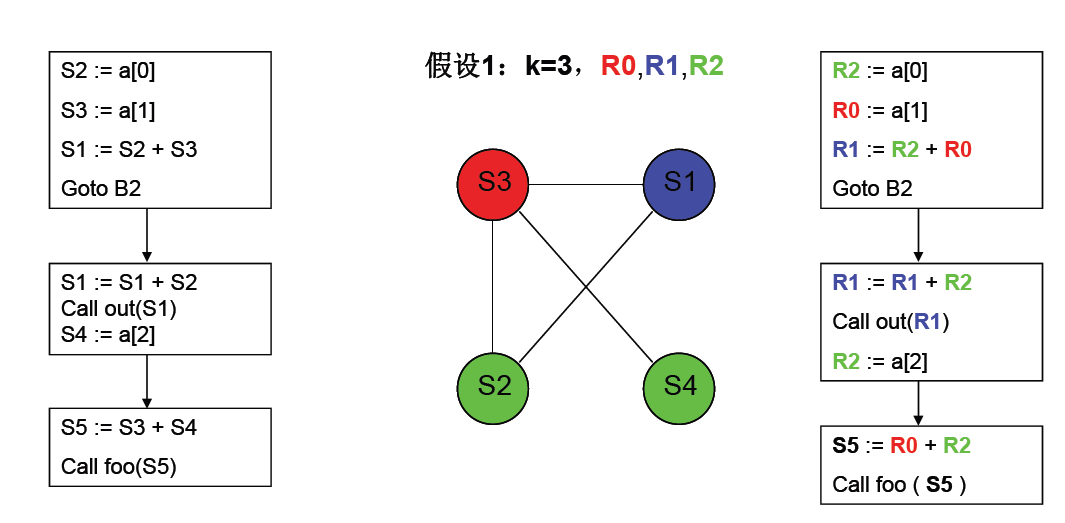 S2 := a[0]
S3 := a[1]
S1 := S2 + S3
Goto B2
S1 := S1 + S2
Call out(S1)
S4 := a[2]
S5 := S3 + S4
Call foo(S5)
假设1：k=3，R0,R1,R2
S3
S1
S2
S4
R2 := a[0]
R0 := a[1]
R1 := R2 + R0
Goto B2
R1 := R1 + R2
Call out(R1)
R2 := a[2]
S5 := R0 + R2
Call foo ( S5 )